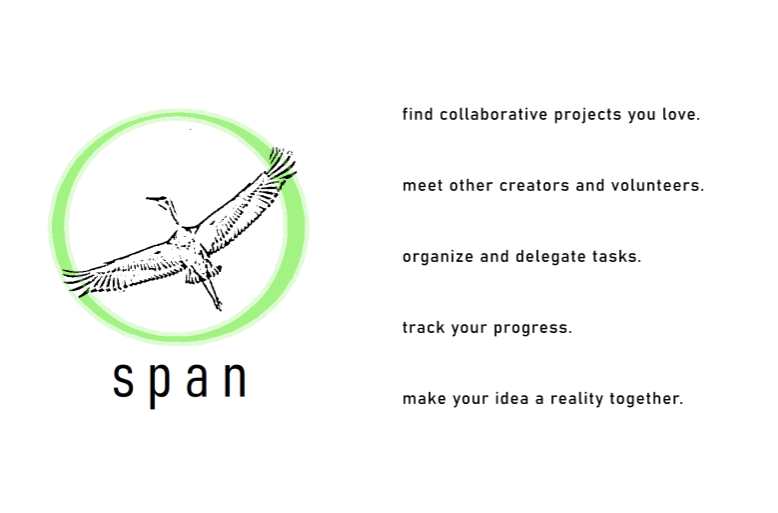 span
find collaborative projects you love.
meet other creators and volunteers.
organize and delegate tasks.
track your progress.
make your idea a reality together.